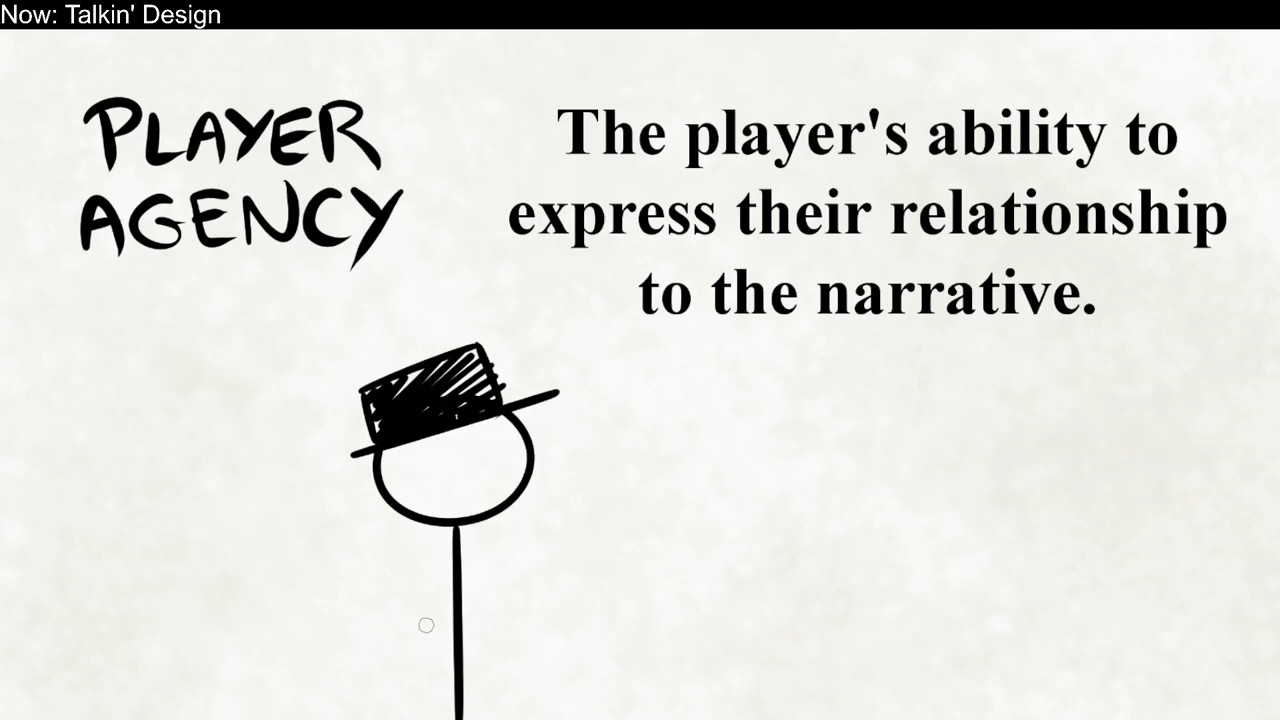 Now: Talkin' Design
PLAYER
AGENCY
The player's ability to
express their relationship
to the narrative.